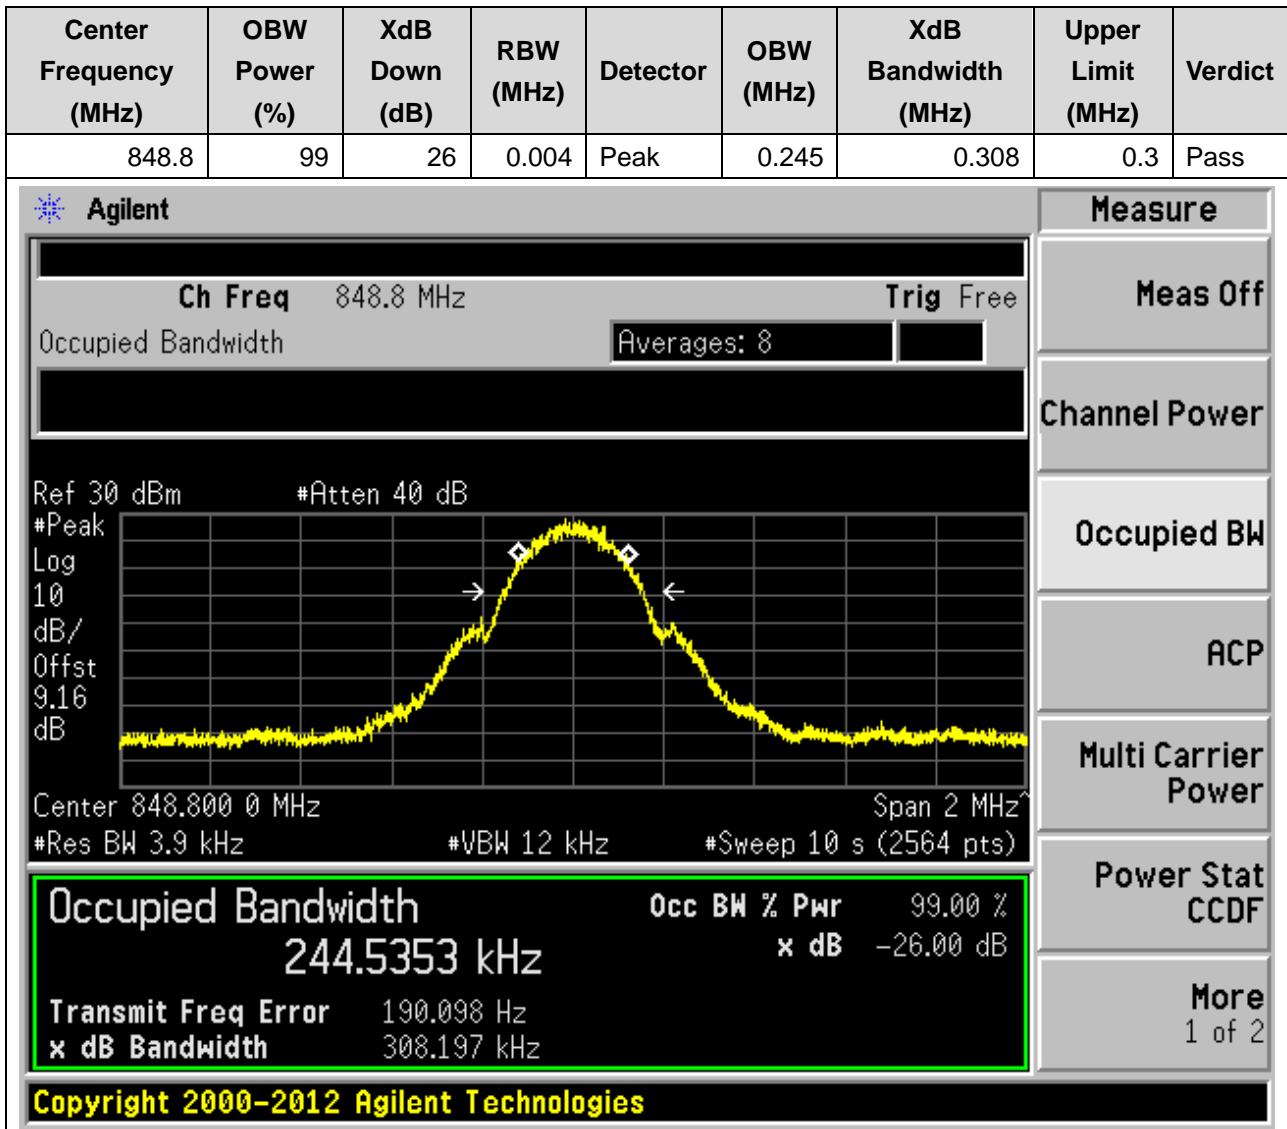 Center Frequency (MHz) OBW Power (%) XdB Down (dB) RBW (MHz) Detector OBW (MHz) XdB Bandwidth (MHz) Upper Limit (MHz) Verdict
848.8 99 26 0.004 Peak 0.245 0.308 0.3 Pass
Agilent
Measure
Ch Freq 848.8 MHz Trig Free
Occupied Bandwidth Averages: 8
Ref 30 dBm #Atten 40 dB
#Peak
Log
10
dB/
Offst
9.16
dB
Center 848.800 0 MHz Span 2 MHz^
#Res BW 3.9 kHz #VBW 12 kHz #Sweep 10 s (2564 pts)
Occupied Bandwidth Occ BW % Pwr 99.00 %
244.5353 kHz x dB -26.00 dB
Transmit Freq Error 190.098 Hz
x dB Bandwidth 308.197 kHz
Meas Off
Channel Power
Occupied BW
ACP
Multi Carrier
Power
Power Stat
CCDF
More
1 of 2
Copyright 2000-2012 Agilent Technologies